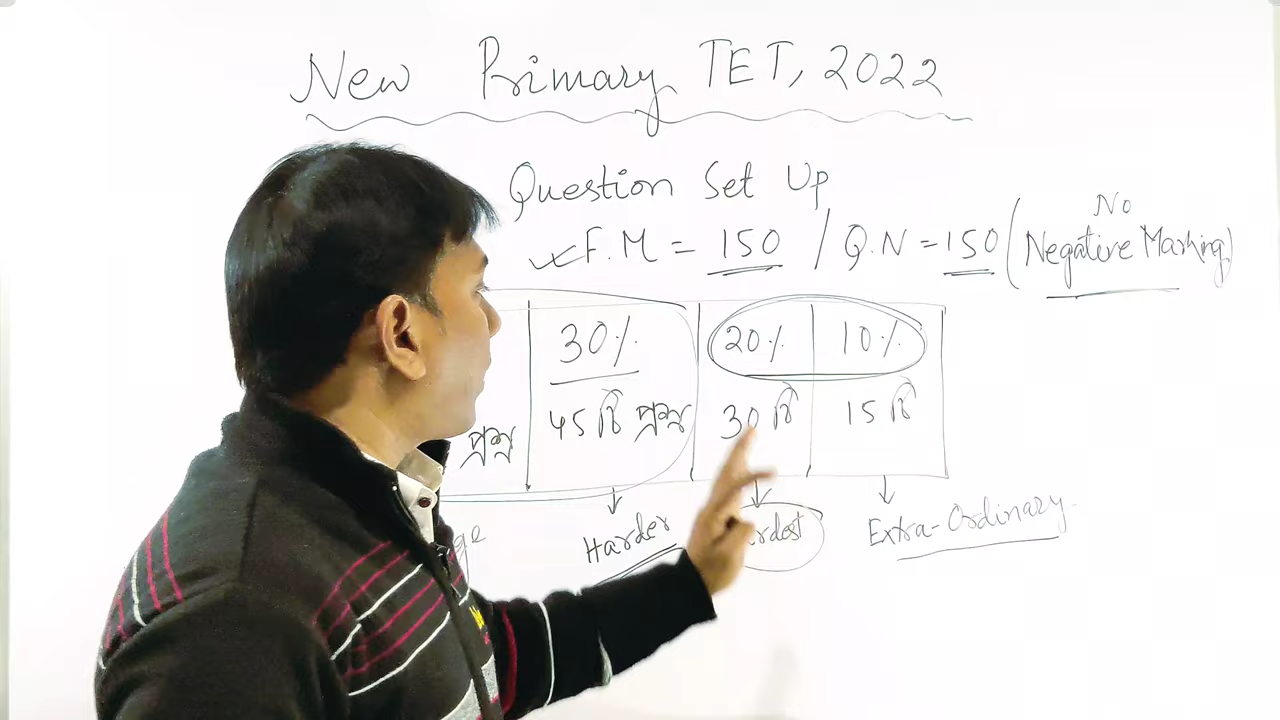 New Primary TET, 2022
Question Set Up
F.M = 150 / Q.N = 150 (No Negative Marking)
30% 20% 10%
প্রশ্ন 45 টি প্রশ্ন 30 টি 15 টি
Harder Extra-Ordinary